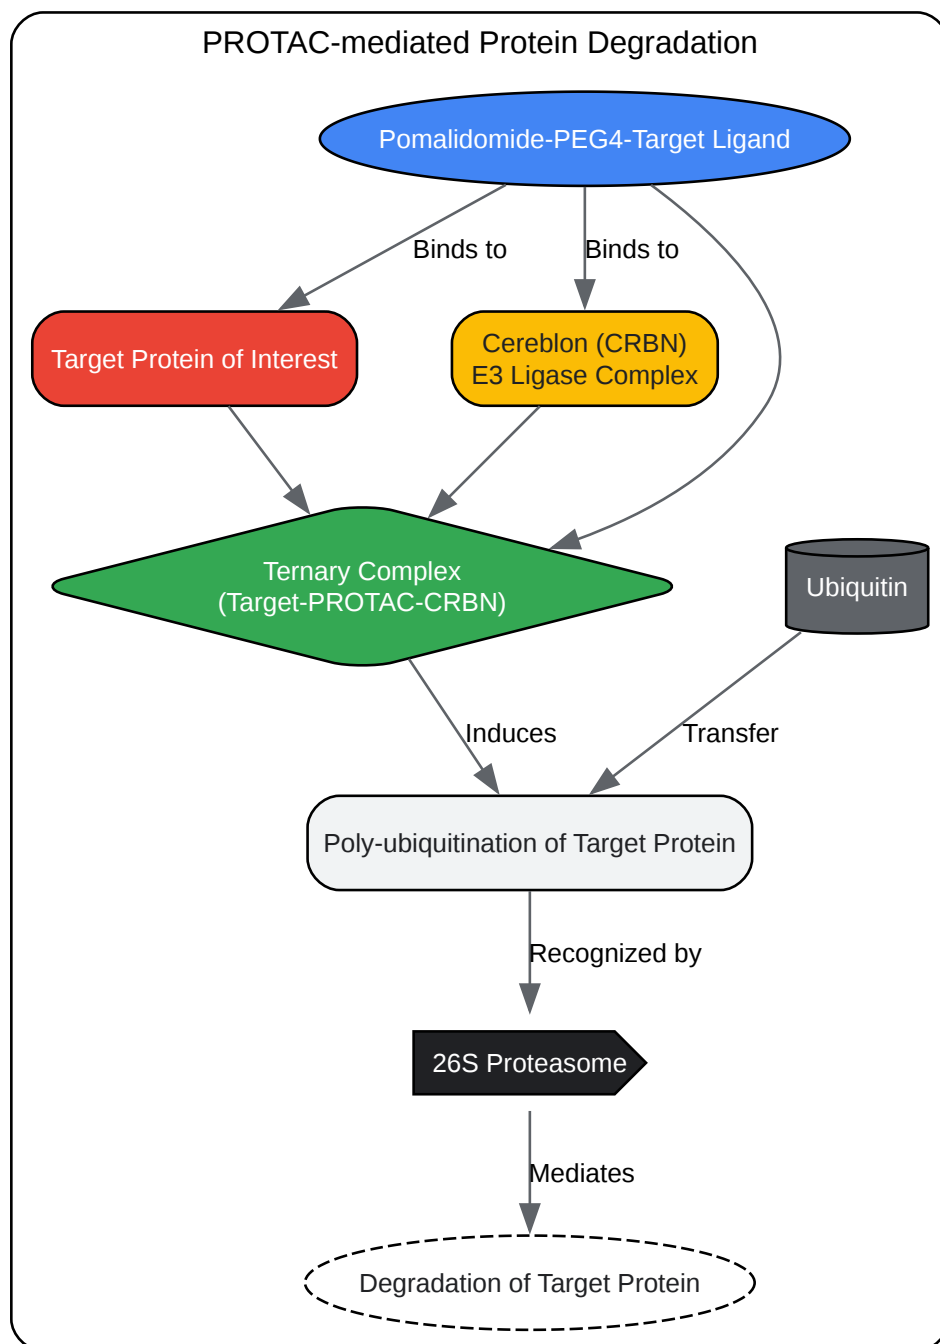 PROTAC-mediated Protein Degradation
Pomalidomide-PEG4-Target Ligand
Binds to
Binds to
Target Protein of Interest
Cereblon (CRBN)
E3 Ligase Complex
Ternary Complex
(Target-PROTAC-CRBN)
Ubiquitin
Induces
Transfer
Poly-ubiquitination of Target Protein
Recognized by
26S Proteasome
Mediates
Degradation of Target Protein